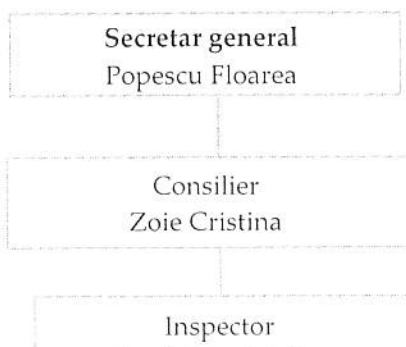 Secretar general
Popescu Floarea
Consilier
Zoie Cristina
Inspector